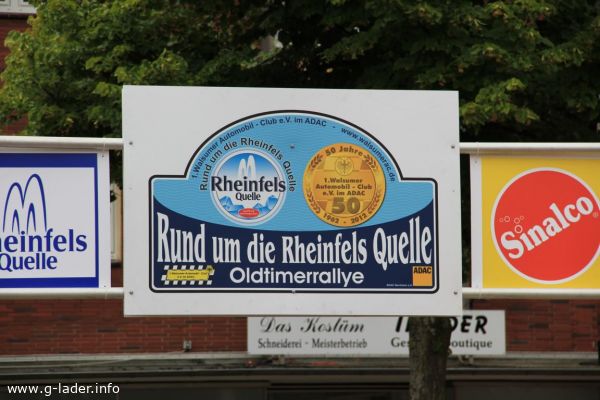 1.Walsumer Automobil - Club e.V. im ADAC - www.walsumerac.de
Rund um die Rheinfels Quelle
Rheinfels
Quelle
50 Jahre
1.Walsumer
Automobil - Club
e.V. im ADAC
50
1962 - 2012
Rund um die Rheinfels Quelle
Oldtimerrallye
ADAC
heinfels
Quelle
Sinalco
Das Kostüm
Schneiderei - Meisterbetrieb
DER
outique
www.g-lader.info